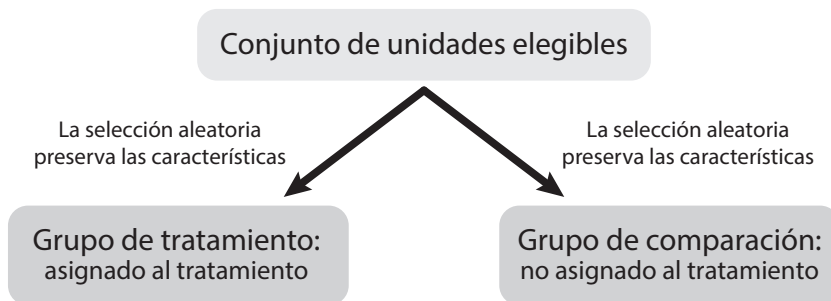 Conjunto de unidades elegibles
La selección aleatoria
preserva las características
La selección aleatoria
preserva las características
Grupo de tratamiento:
asignado al tratamiento
Grupo de comparación:
no asignado al tratamiento